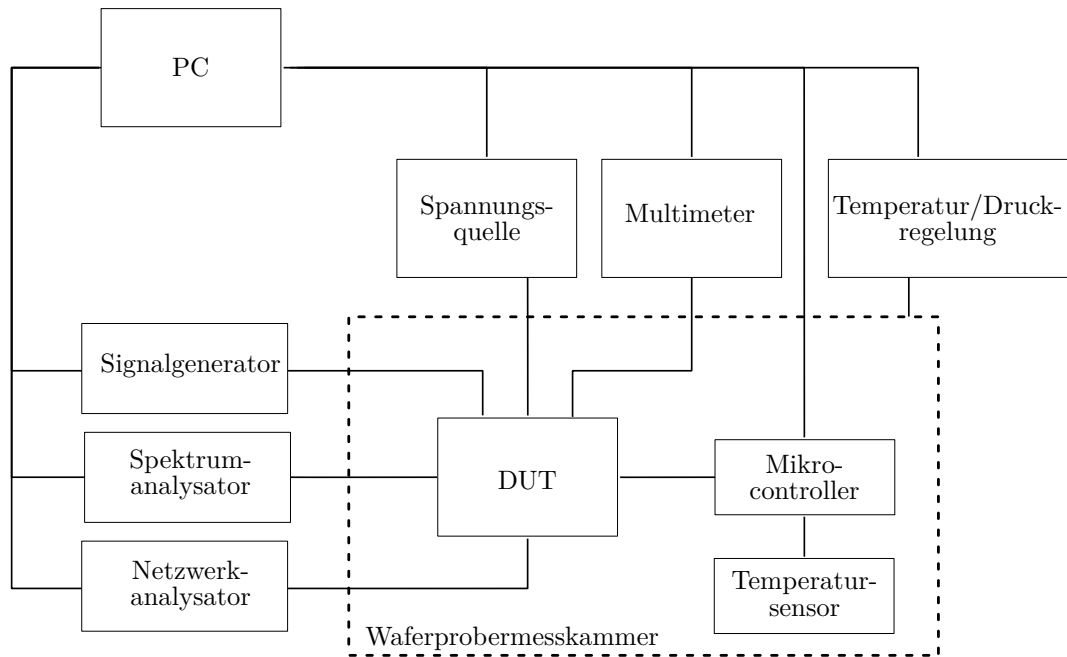 PC
Spannungs-
quelle
Multimeter
Temperatur/Druck-
regelung
Signalgenerator
Spektrum-
analysator
DUT
Mikro-
controller
Netzwerk-
analysator
Temperatur-
sensor
Waferprobermesskammer